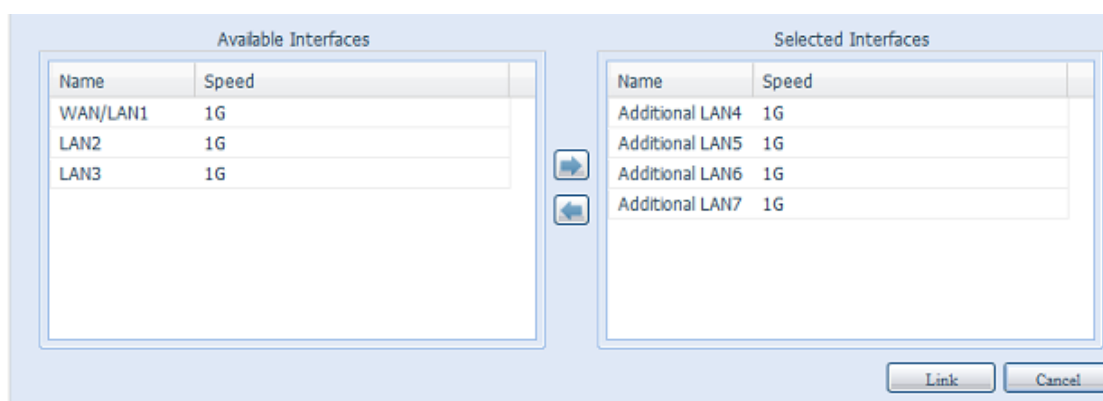 Available Interfaces
Selected Interfaces
Name Speed
WAN/LAN1 1G
LAN2 1G
LAN3 1G
Name Speed
Additional LAN4 1G
Additional LAN5 1G
Additional LAN6 1G
Additional LAN7 1G
Link Cancel